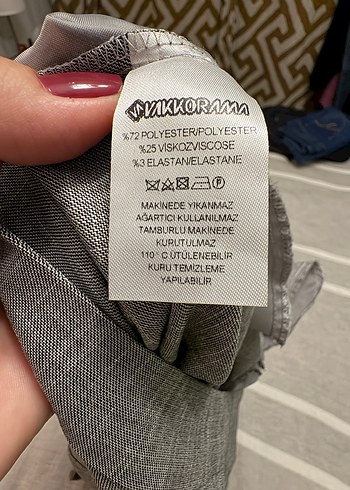 VAKKORAMA
%72 POLYESTER/POLYESTER
%25 VİSKOZ/VISCOSE
%3 ELASTAN/ELASTANE
MAKİNEDE YIKANMAZ
AĞARTICI KULLANILMAZ
TAMBURLU MAKİNEDE
KURUTULMAZ
110° C ÜTÜLENEBİLİR
KURU TEMİZLEME
YAPILABİLİR